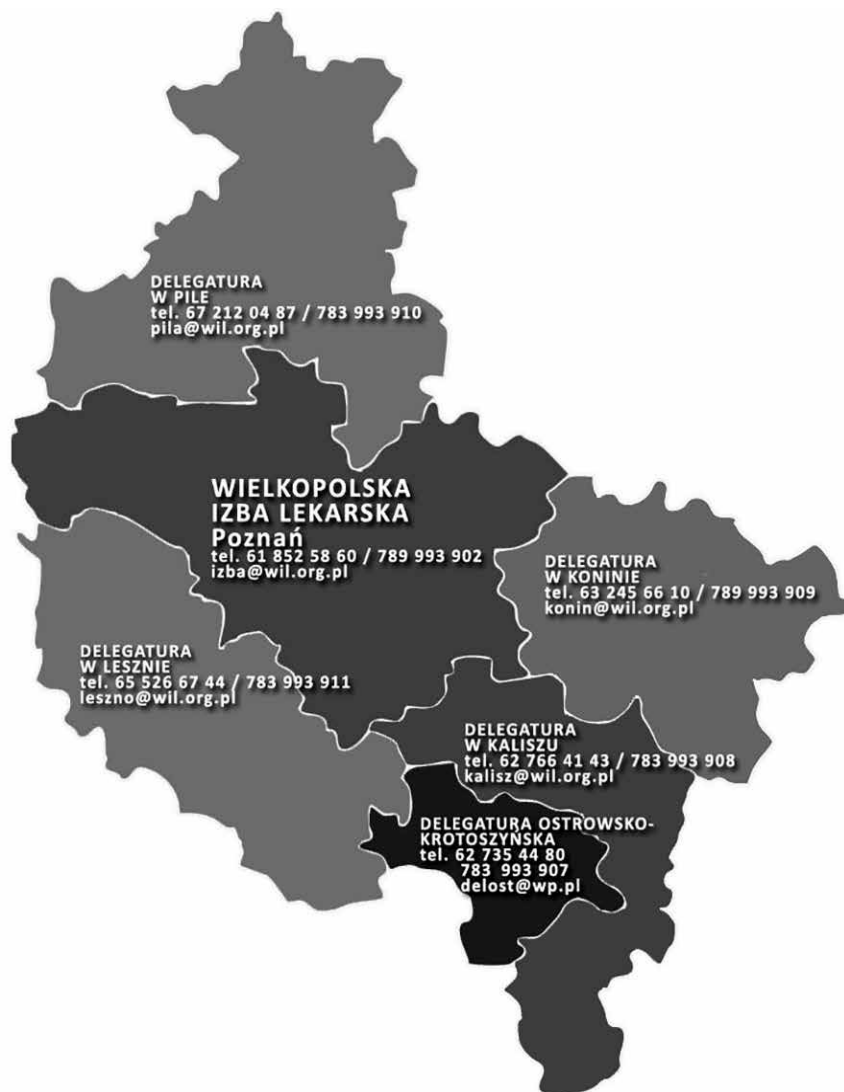 DELEGATURA
W PILE
tel. 67 212 04 87 / 783 993 910
pila@wil.org.pl
WIELKOPOLSKA
IZBA LEKARSKA
Poznań
tel. 61 852 58 60 / 789 993 902
izba@wil.org.pl
DELEGATURA
W KONINIE
tel. 63 245 66 10 / 789 993 909
konin@wil.org.pl
DELEGATURA
W LESZNIE
tel. 65 526 67 44 / 783 993 911
leszno@wil.org.pl
DELEGATURA
W KALISZU
tel. 62 766 41 43 / 783 993 908
kalisz@wil.org.pl
DELEGATURA OSTROWSKO-
KROTOSZYŃSKA
tel. 62 735 44 80
783 993 907
delost@wp.pl